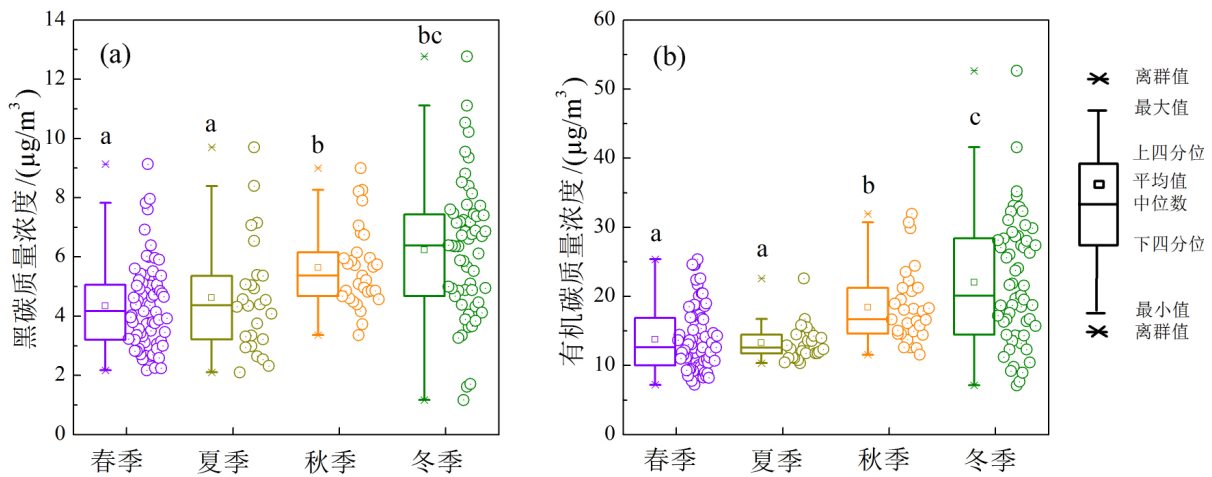 黑碳质量浓度/(μg/m³)
14
12
10
8
6
4
2
0
(a)
a
a
b
bc
春季
夏季
秋季
冬季
有机碳质量浓度/(μg/m³)
60
50
40
30
20
10
0
(b)
a
a
b
c
春季
夏季
秋季
冬季
离群值
最大值
上四分位
平均值
中位数
下四分位
最小值
离群值